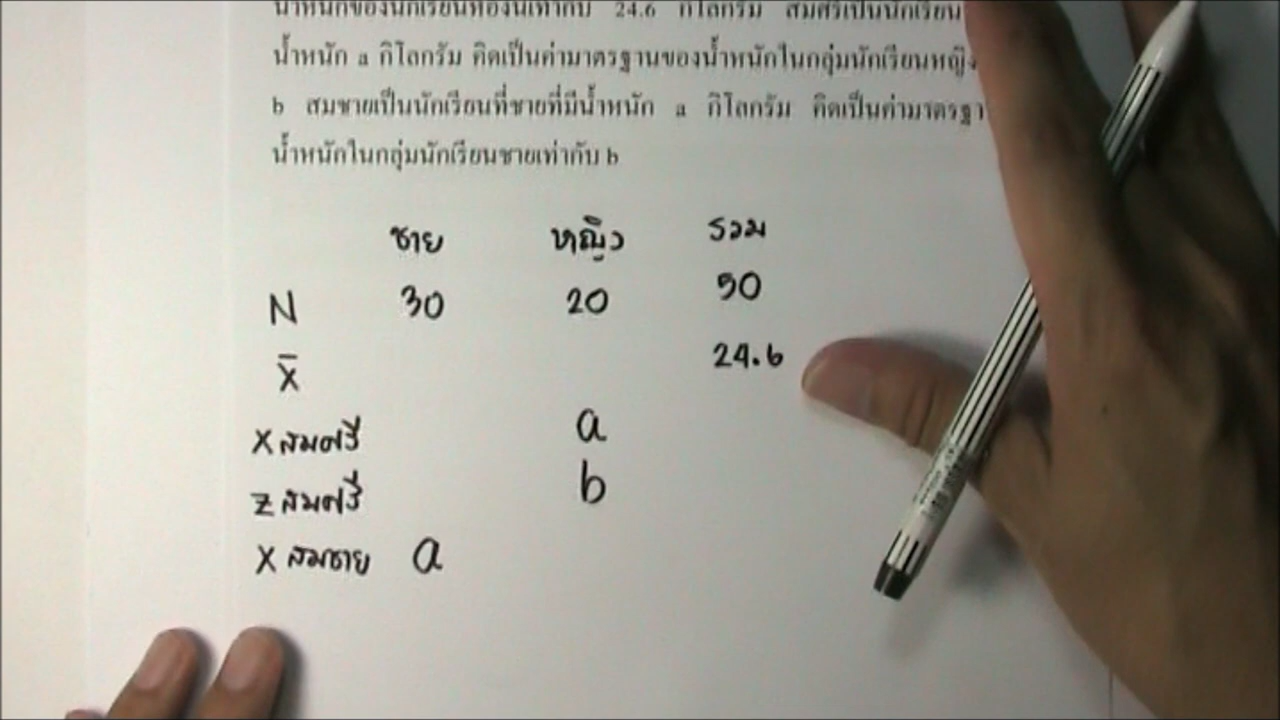 น้ำหนักของนักเรียนห้องนี้เท่ากับ 24.6 กิโลกรัม สมศรีเป็นนักเรียน
น้ำหนัก a กิโลกรัม คิดเป็นค่ามาตรฐานของน้ำหนักในกลุ่มนักเรียนหญิง
b สมชายเป็นนักเรียนที่ชายที่มีน้ำหนัก a กิโลกรัม คิดเป็นค่ามาตรฐา
น้ำหนักในกลุ่มนักเรียนชายเท่ากับ b
ชาย หญิง รวม
N 30 20 50
x̄ 24.6
x สมศรี a
z สมศรี b
x สมชาย a